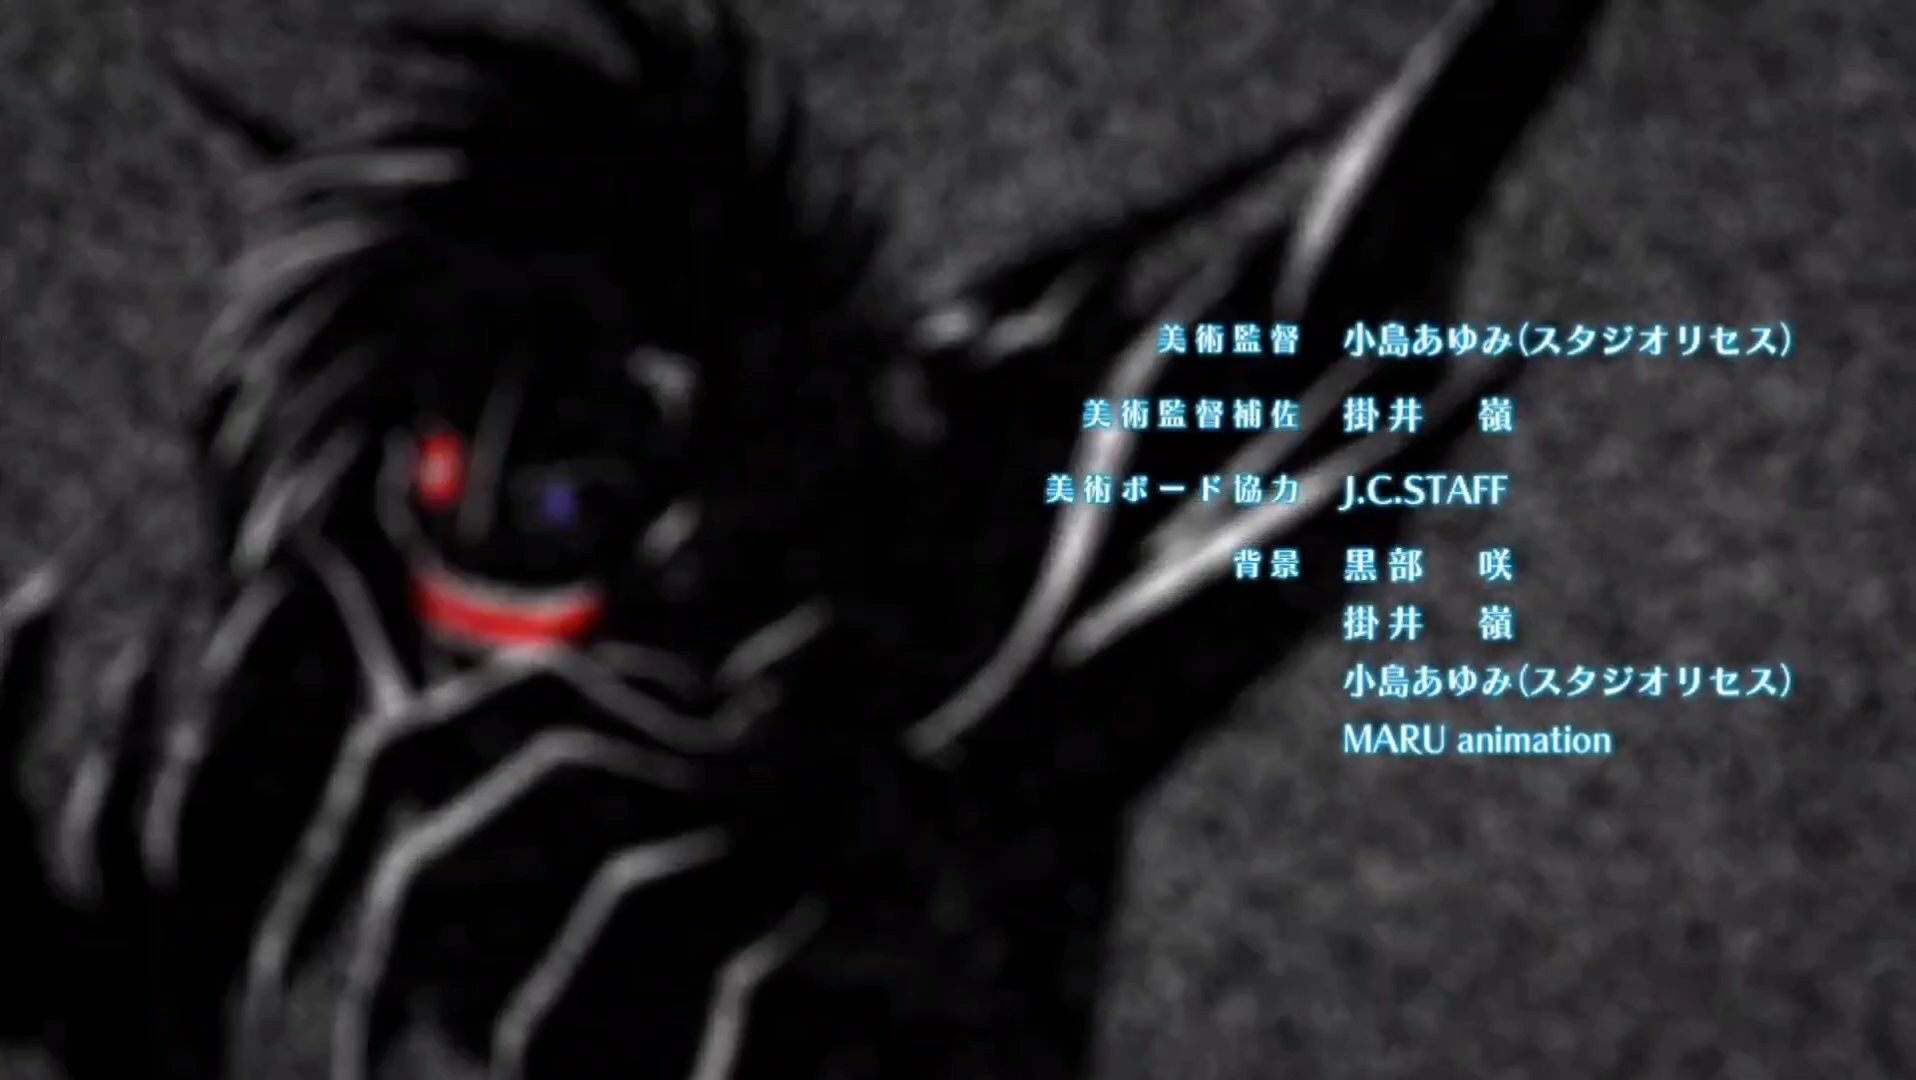 美術監督 小島あゆみ(スタジオリセス)
美術監督補佐 掛井 嶺
美術ボード協力 J.C.STAFF
背景 黒部 咲
掛井 嶺
小島あゆみ(スタジオリセス)
MARU animation